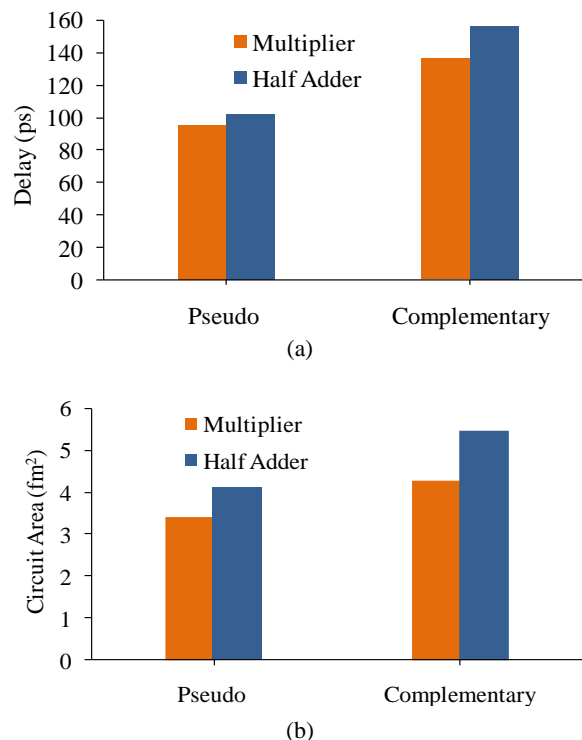 160
140
120
100
80
60
40
20
0
Delay (ps)
Multiplier
Half Adder
Pseudo
Complementary
(a)
6
5
4
3
2
1
0
Circuit Area (fm²)
Multiplier
Half Adder
Pseudo
Complementary
(b)